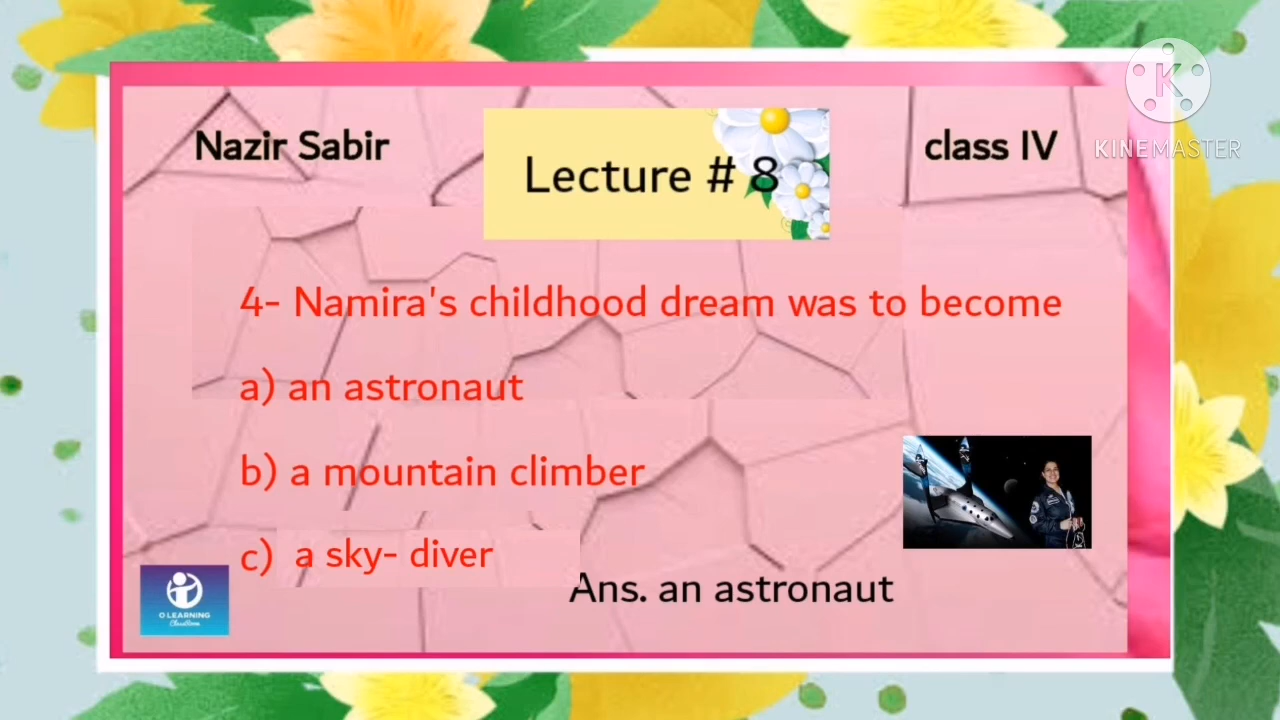 Nazir Sabir
Lecture # 8
class IV
KINEMASTER
4- Namira's childhood dream was to become
a) an astronaut
b) a mountain climber
c) a sky- diver
Ans. an astronaut
O LEARNING